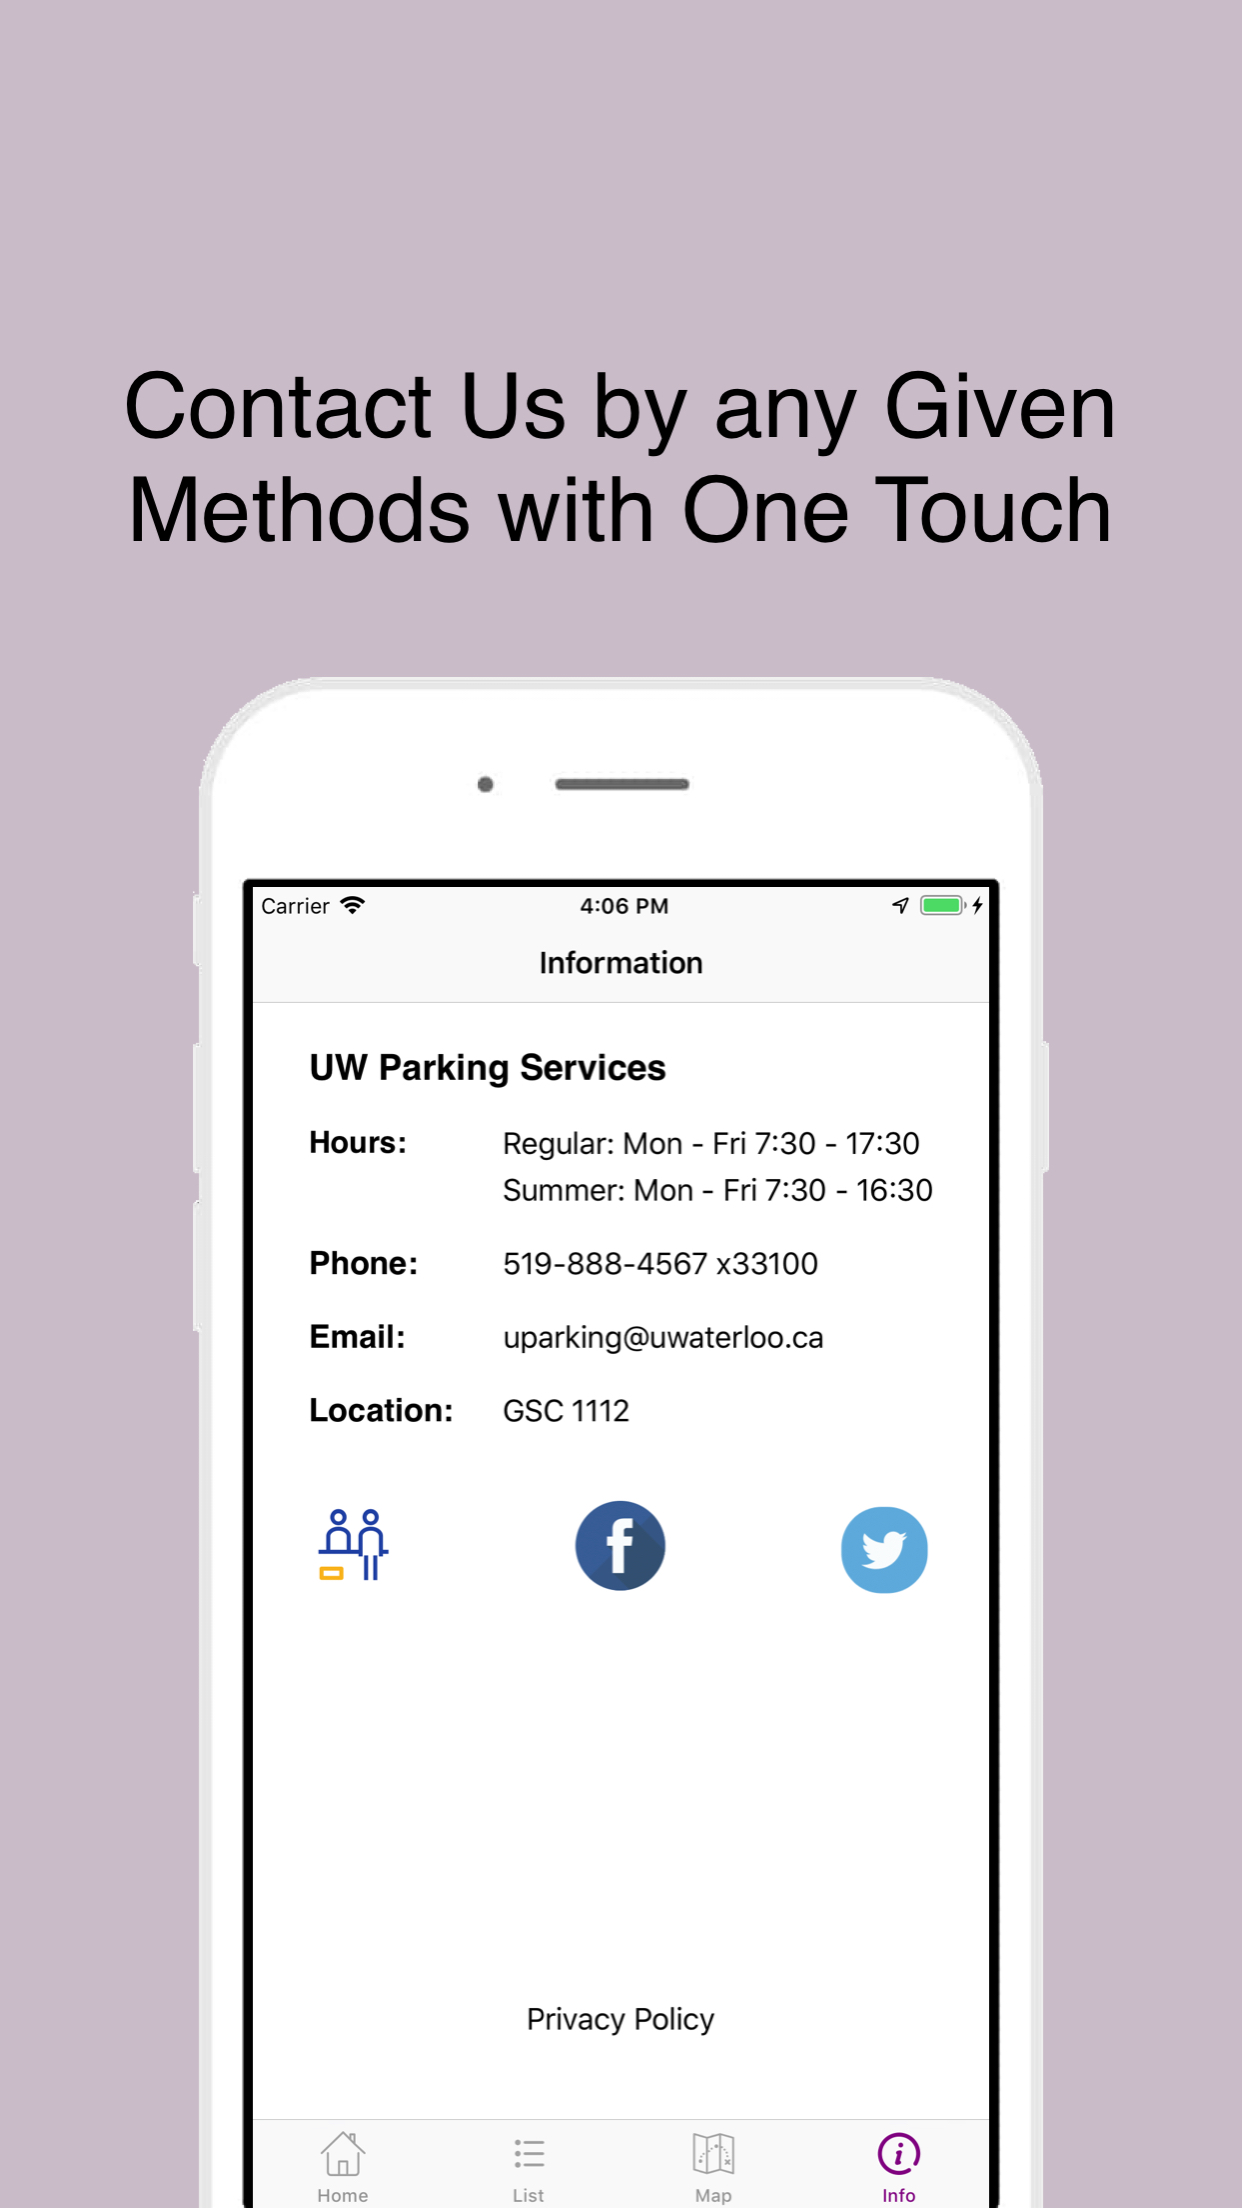 Contact Us by any Given
Methods with One Touch
Carrier 4:06 PM
Information
UW Parking Services
Hours: Regular: Mon - Fri 7:30 - 17:30
Summer: Mon - Fri 7:30 - 16:30
Phone: 519-888-4567 x33100
Email: uparking@uwaterloo.ca
Location: GSC 1112
Privacy Policy
Home List Map Info